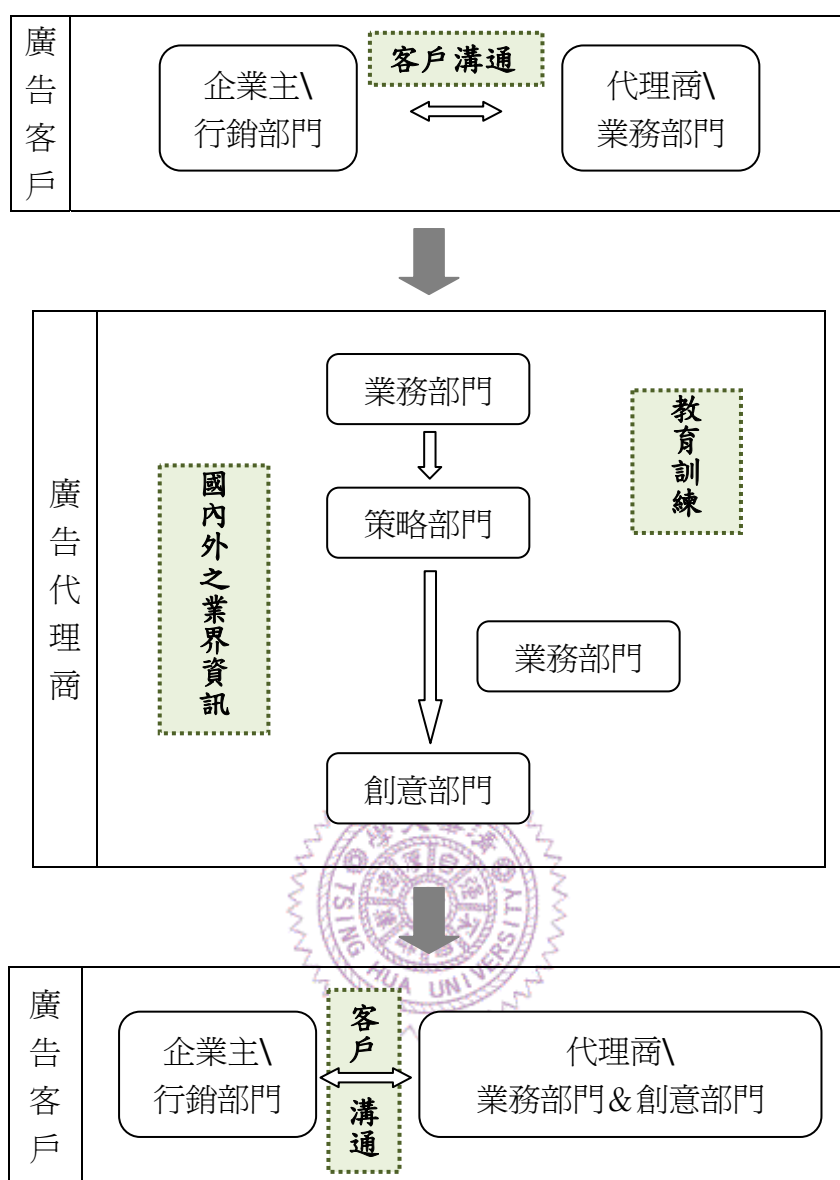 廣告客戶
企業主\
行銷部門
客戶溝通
代理商\
業務部門
廣告代理商
業務部門
教育訓練
國內外之業界資訊
策略部門
業務部門
創意部門
TSING HUA UNIVERSITY
廣告客戶
企業主\
行銷部門
客戶溝通
代理商\
業務部門&創意部門